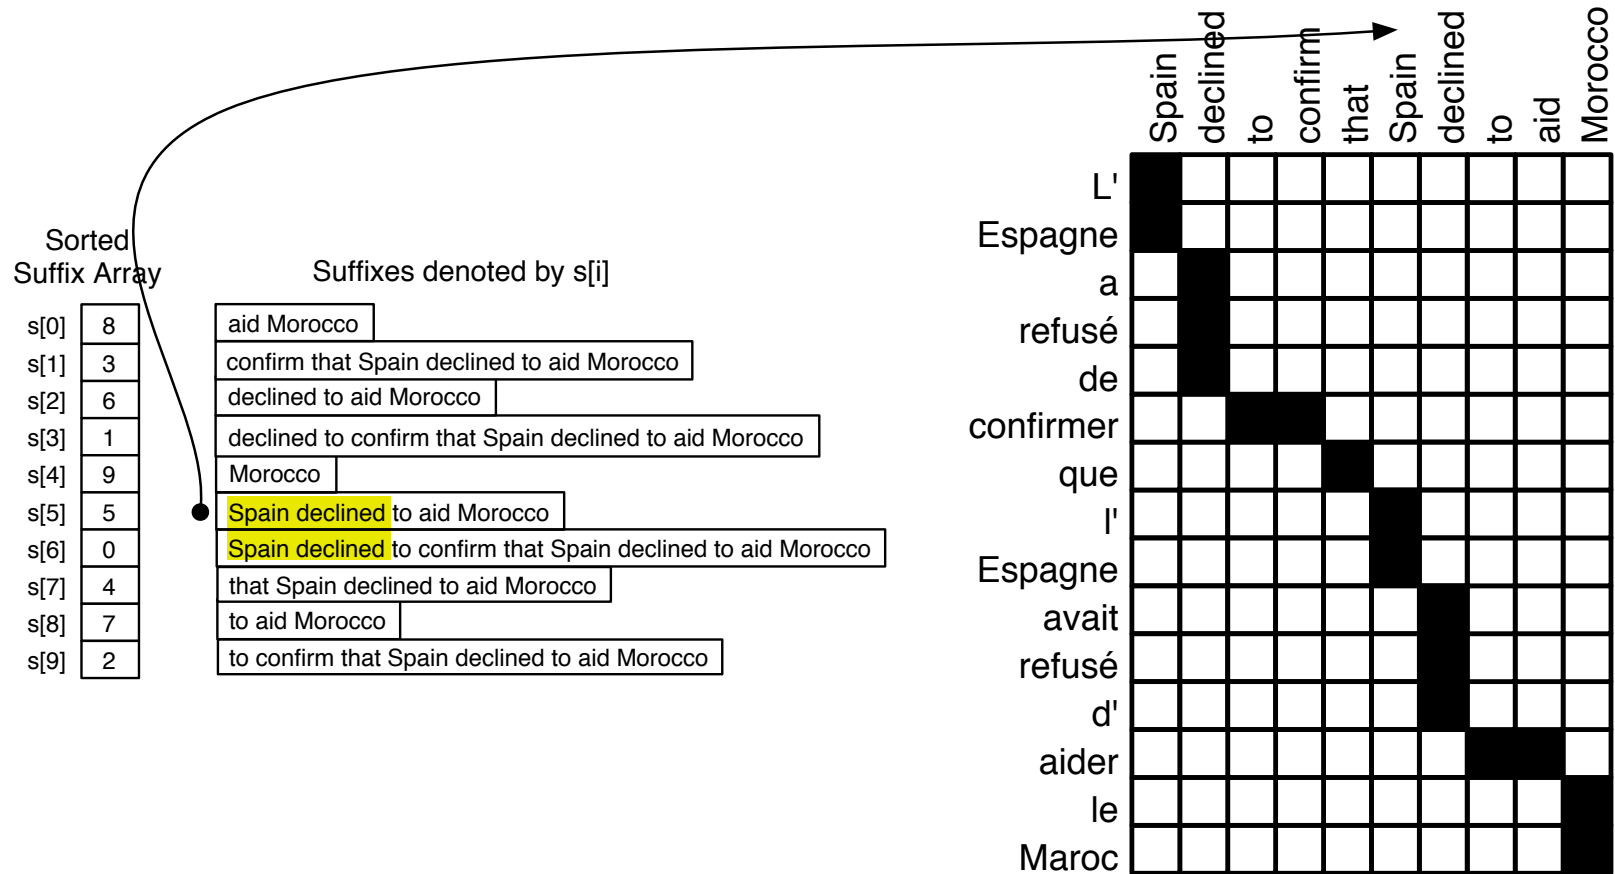 Sorted
Suffix Array
Suffixes denoted by s[i]
s[0] 8 aid Morocco
s[1] 3 confirm that Spain declined to aid Morocco
s[2] 6 declined to aid Morocco
s[3] 1 declined to confirm that Spain declined to aid Morocco
s[4] 9 Morocco
s[5] 5 Spain declined to aid Morocco
s[6] 0 Spain declined to confirm that Spain declined to aid Morocco
s[7] 4 that Spain declined to aid Morocco
s[8] 7 to aid Morocco
s[9] 2 to confirm that Spain declined to aid Morocco
Spain
declined
to
confirm
that
Spain
declined
to
aid
Morocco
L'
Espagne
a
refusé
de
confirmer
que
l'
Espagne
avait
refusé
d'
aider
le
Maroc